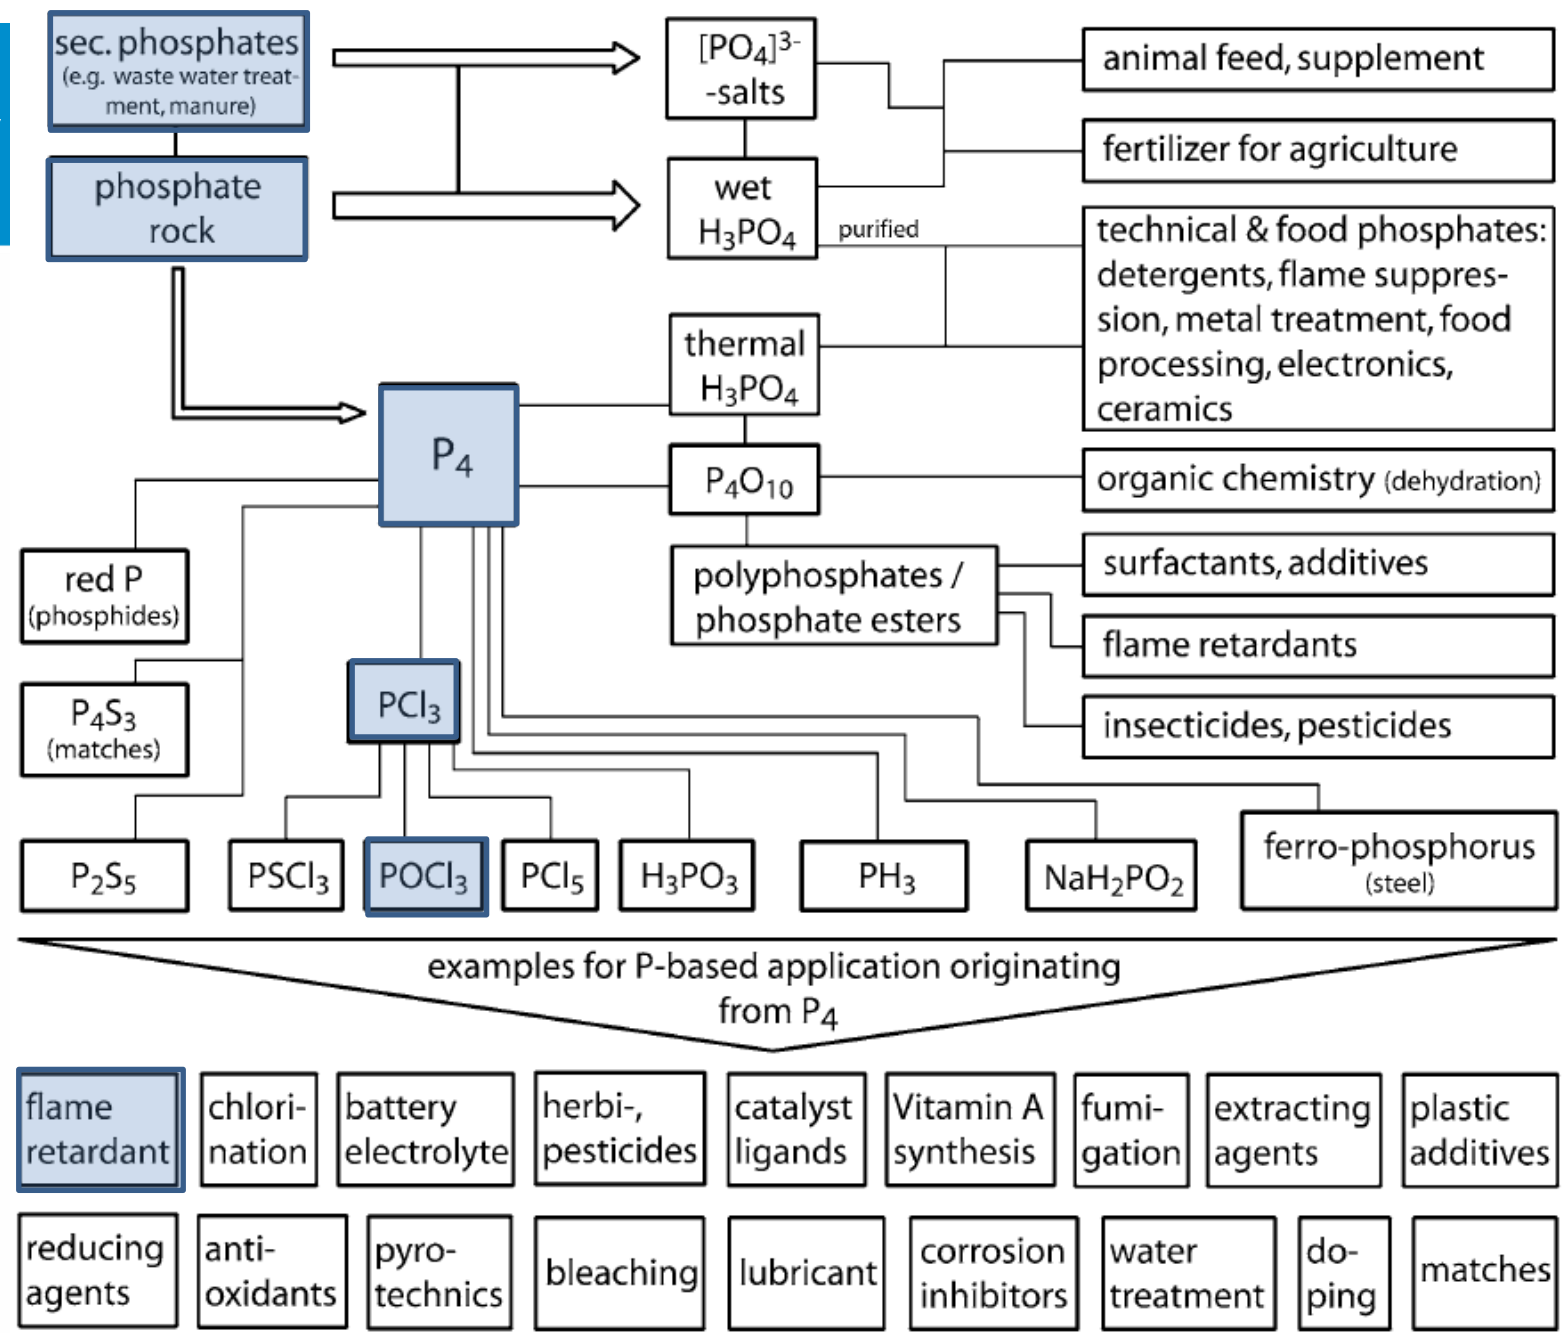 sec. phosphates
(e.g. waste water treat-
ment, manure)
phosphate
rock
[PO4]3-
-salts
wet
H3PO4
purified
animal feed, supplement
fertilizer for agriculture
technical & food phosphates:
detergents, flame suppres-
sion, metal treatment, food
processing, electronics,
ceramics
thermal
H3PO4
P4
P4O10
organic chemistry (dehydration)
polyphosphates /
phosphate esters
surfactants, additives
flame retardants
insecticides, pesticides
red P
(phosphides)
P4S3
(matches)
PCl3
P2S5
PSCl3
POCl3
PCl5
H3PO3
PH3
NaH2PO2
ferro-phosphorus
(steel)
examples for P-based application originating
from P4
flame
retardant
chlori-
nation
battery
electrolyte
herbi-,
pesticides
catalyst
ligands
Vitamin A
synthesis
fumi-
gation
extracting
agents
plastic
additives
reducing
agents
anti-
oxidants
pyro-
technics
bleaching
lubricant
corrosion
inhibitors
water
treatment
do-
ping
matches